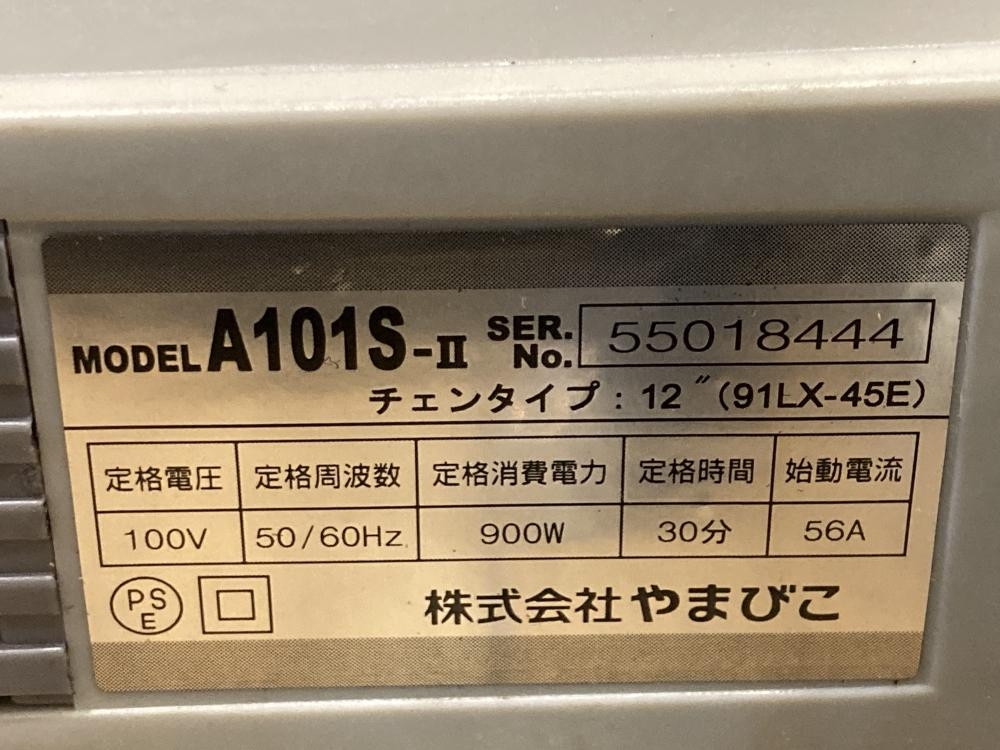 MODEL A101S-II SER. No. 55018444
チェンタイプ : 12" (91LX-45E)
定格電圧 定格周波数 定格消費電力 定格時間 始動電流
100V 50/60Hz 900W 30分 56A
PSE 株式会社やまびこ